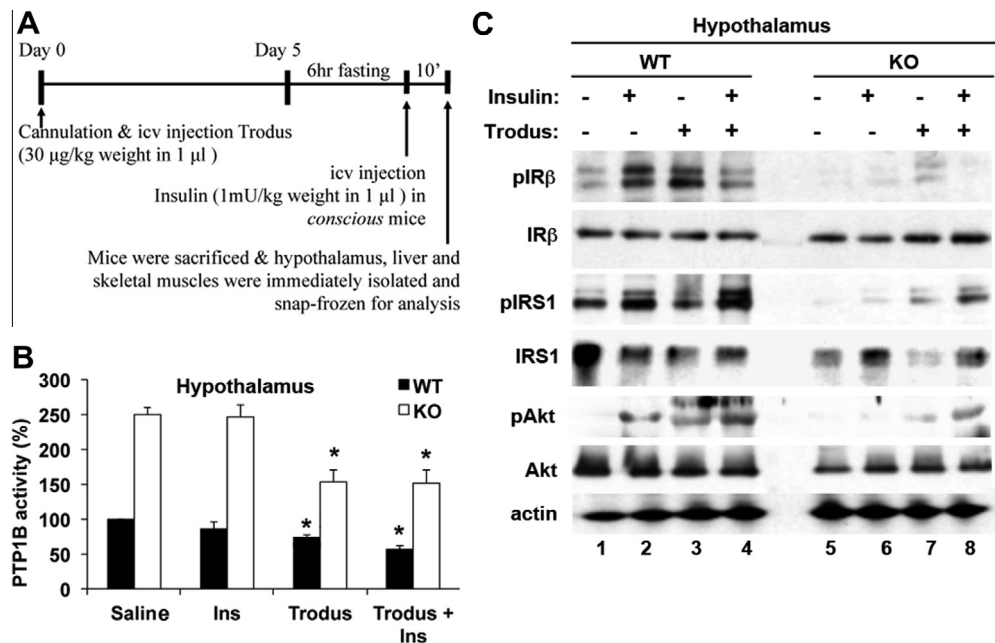 A
Day 0
Day 5
6hr fasting
10'
Cannulation & icv injection Trodus
(30 µg/kg weight in 1 µl )
icv injection
Insulin (1mU/kg weight in 1 µl ) in
conscious mice
Mice were sacrificed & hypothalamus, liver and
skeletal muscles were immediately isolated and
snap-frozen for analysis
B
Hypothalamus
WT
KO
PTP1B activity (%)
300
250
200
150
100
50
0
* * * *
Saline Ins Trodus Trodus +
Ins
C
Hypothalamus
WT KO
Insulin: - + - + - + - +
Trodus: - - + + - - + +
pIRβ
IRβ
pIRS1
IRS1
pAkt
Akt
actin
1 2 3 4 5 6 7 8